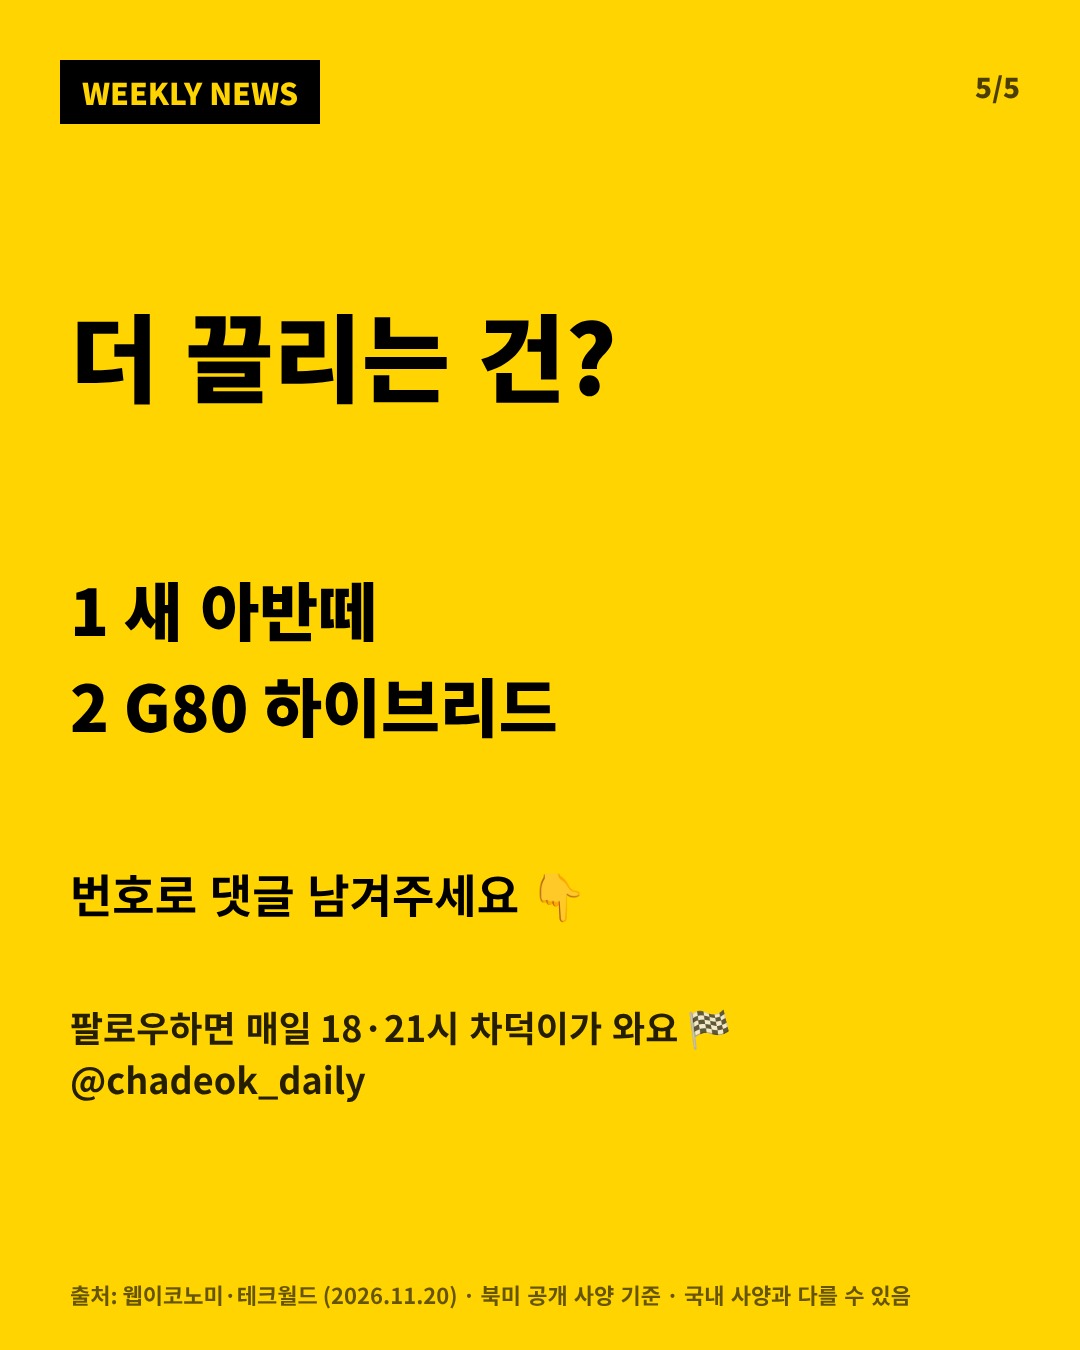 WEEKLY NEWS
5/5
더 끌리는 건?
1 새 아반떼
2 G80 하이브리드
번호로 댓글 남겨주세요 👇
팔로우하면 매일 18·21시 차덕이가 와요 🏁
@chadeok_daily
출처: 웹이코노미·테크월드 (2026.11.20) · 북미 공개 사양 기준 · 국내 사양과 다를 수 있음